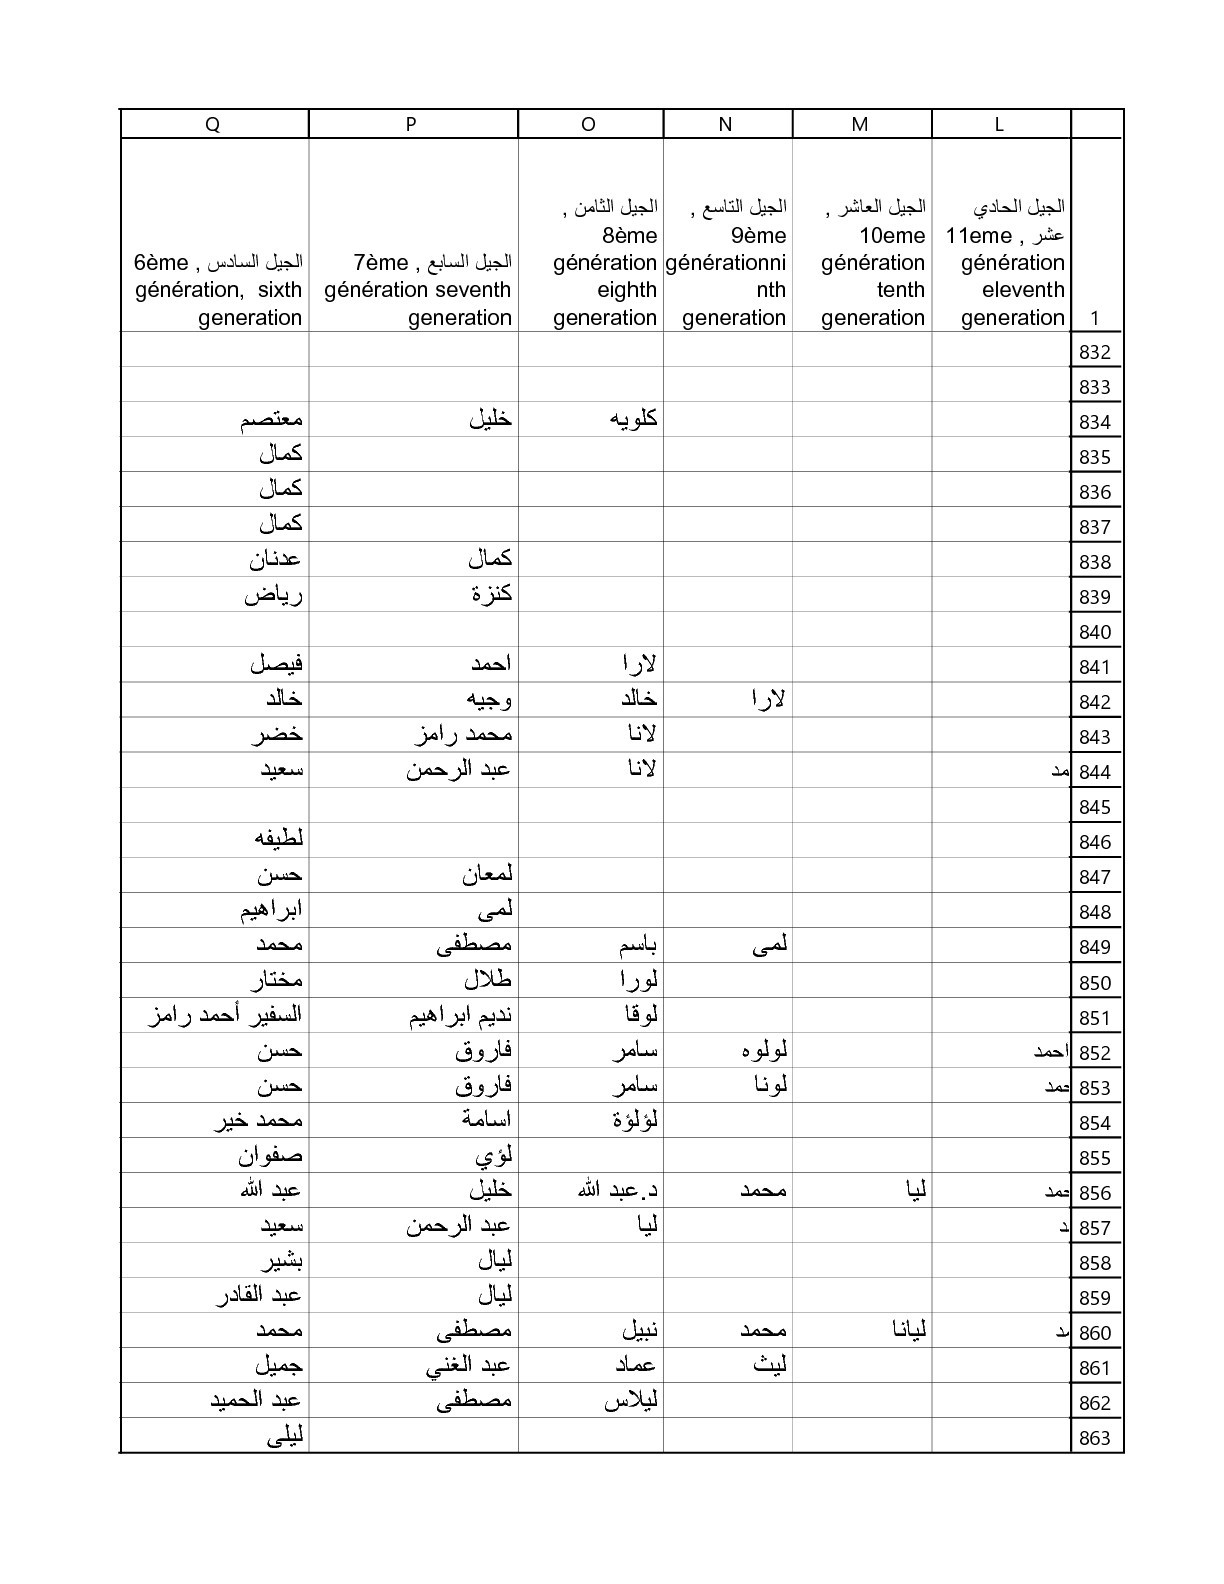 L M N O P Q
1 الجيل الحادي عشر , 11eme génération eleventh generation الجيل العاشر , 10eme génération tenth generation الجيل التاسع , 9ème générationni nth generation الجيل الثامن , 8ème génération eighth generation الجيل السابع , 7ème génération seventh generation الجيل السادس , 6ème génération, sixth generation
832
833
834 كلويه خليل معتصم
835 كمال
836 كمال
837 كمال
838 كمال عدنان
839 كنزة رياض
840
841 لارا احمد فيصل
842 لارا خالد وجيه خالد
843 لانا محمد رامز خضر
844 مد لانا عبد الرحمن سعيد
845
846 لطيفه
847 لمعان حسن
848 لمى ابراهيم
849 لمى باسم مصطفى محمد
850 لورا طلال مختار
851 لوقا نديم ابراهيم السفير أحمد رامز
852 احمد لولوه سامر فاروق حسن
853 حمد لونا سامر فاروق حسن
854 لؤلؤة اسامة محمد خير
855 لؤي صفوان
856 حمد ليا محمد د.عبد الله خليل عبد الله
857 د ليا عبد الرحمن سعيد
858 ليال بشير
859 ليال عبد القادر
860 مد ليانا محمد نبيل مصطفى محمد
861 ليث عماد عبد الغني جميل
862 ليلاس مصطفى عبد الحميد
863 ليلى